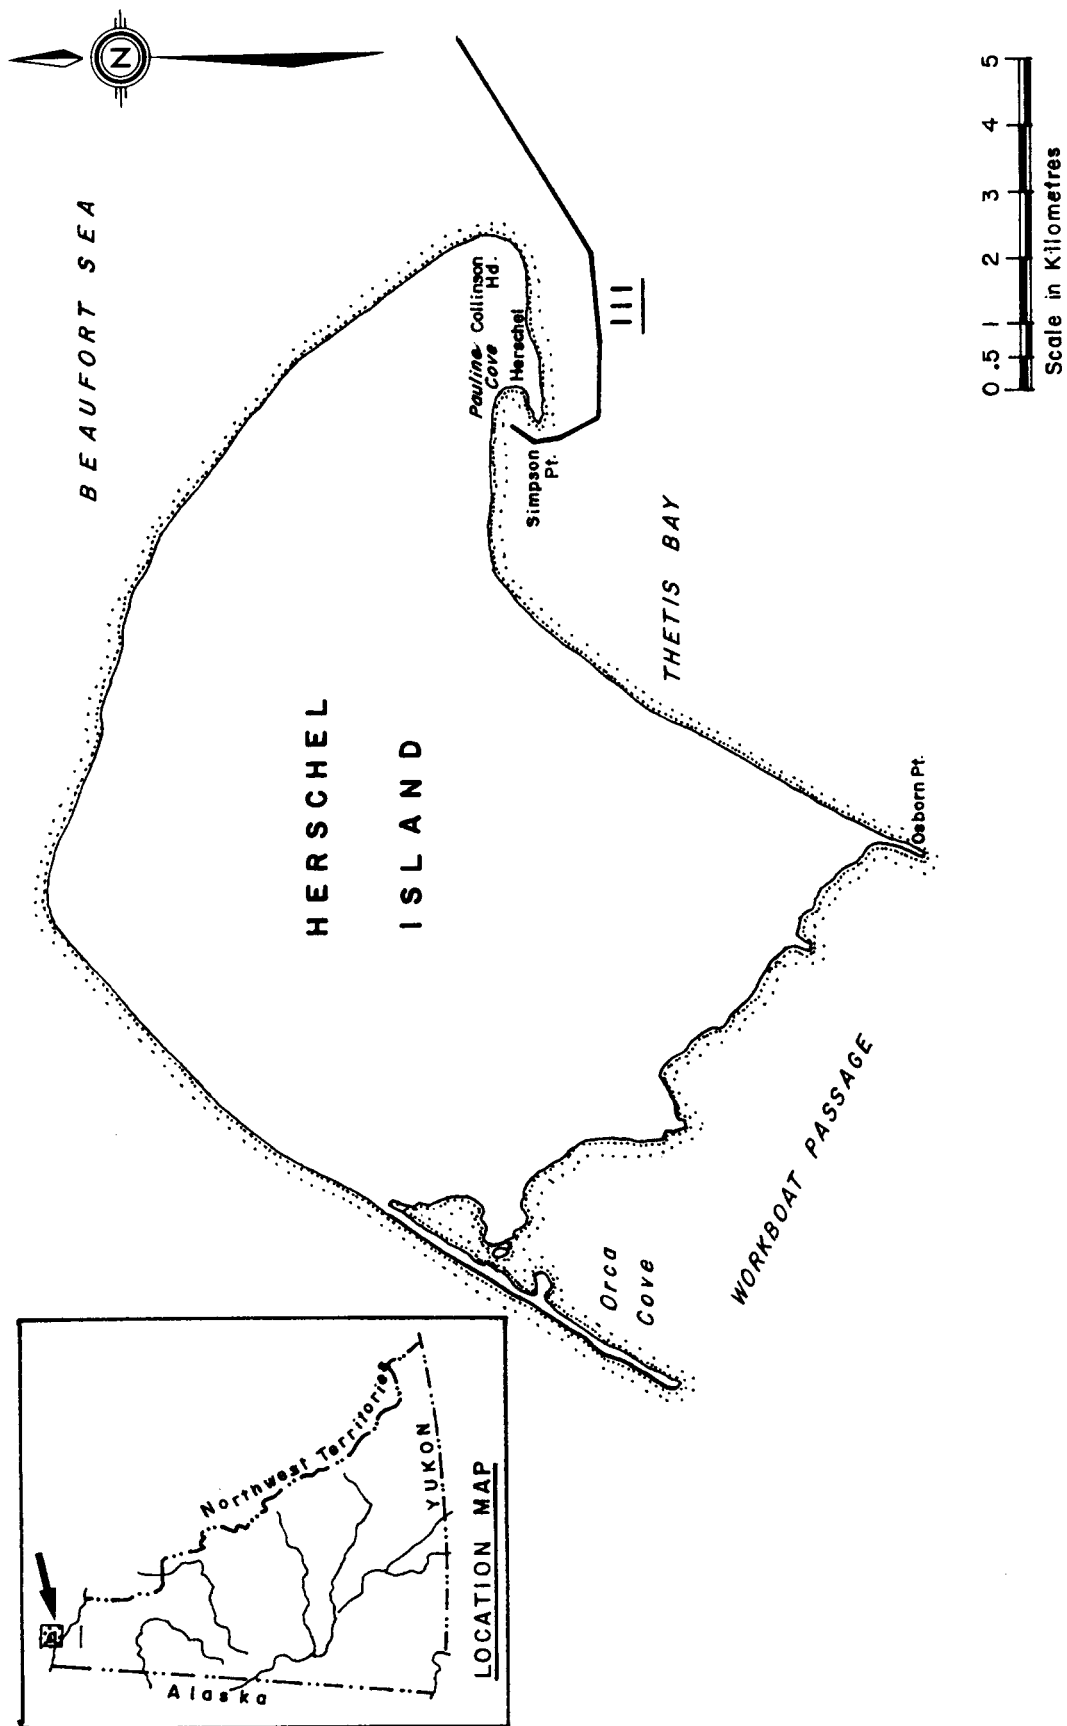 N
BEAUFORT SEA
Pauline
Cove
Collinson
Hd.
Herschel
Simpson
Pt.
III
HERSCHEL
ISLAND
THETIS BAY
Osborn Pt.
Orca
Cove
WORKBOAT PASSAGE
Northwest Territories
YUKON
Alaska
LOCATION MAP
0 .5 1 2 3 4 5
Scale in Kilometres